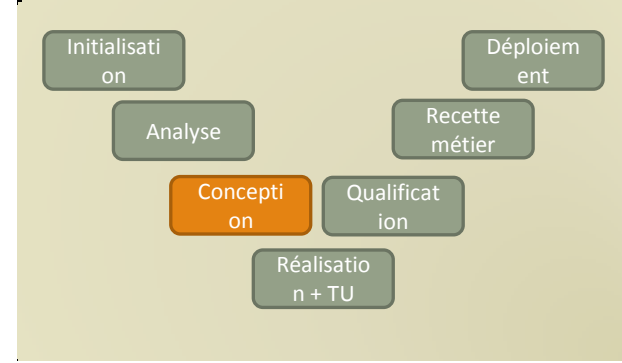 Initialisati
on
Déploiem
ent
Analyse
Recette
métier
Concepti
on
Qualificat
ion
Réalisatio
n + TU